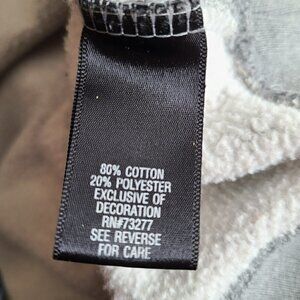 80% COTTON
20% POLYESTER
EXCLUSIVE OF
DECORATION
RN#73277
SEE REVERSE
FOR CARE